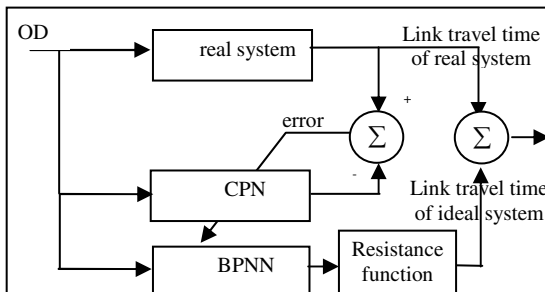 OD
real system
Link travel time
of real system
+
error
Σ
Σ
-
CPN
Link travel time
of ideal system
BPNN
Resistance
function